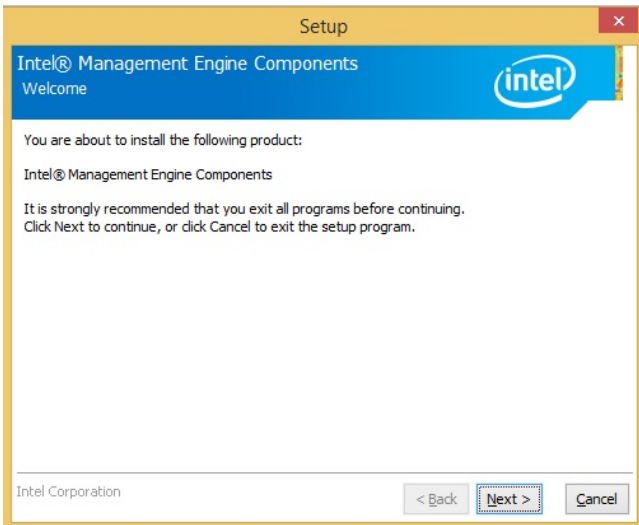 Setup
Intel® Management Engine Components
Welcome
intel
You are about to install the following product:
Intel® Management Engine Components
It is strongly recommended that you exit all programs before continuing.
Click Next to continue, or click Cancel to exit the setup program.
Intel Corporation
< Back Next > Cancel